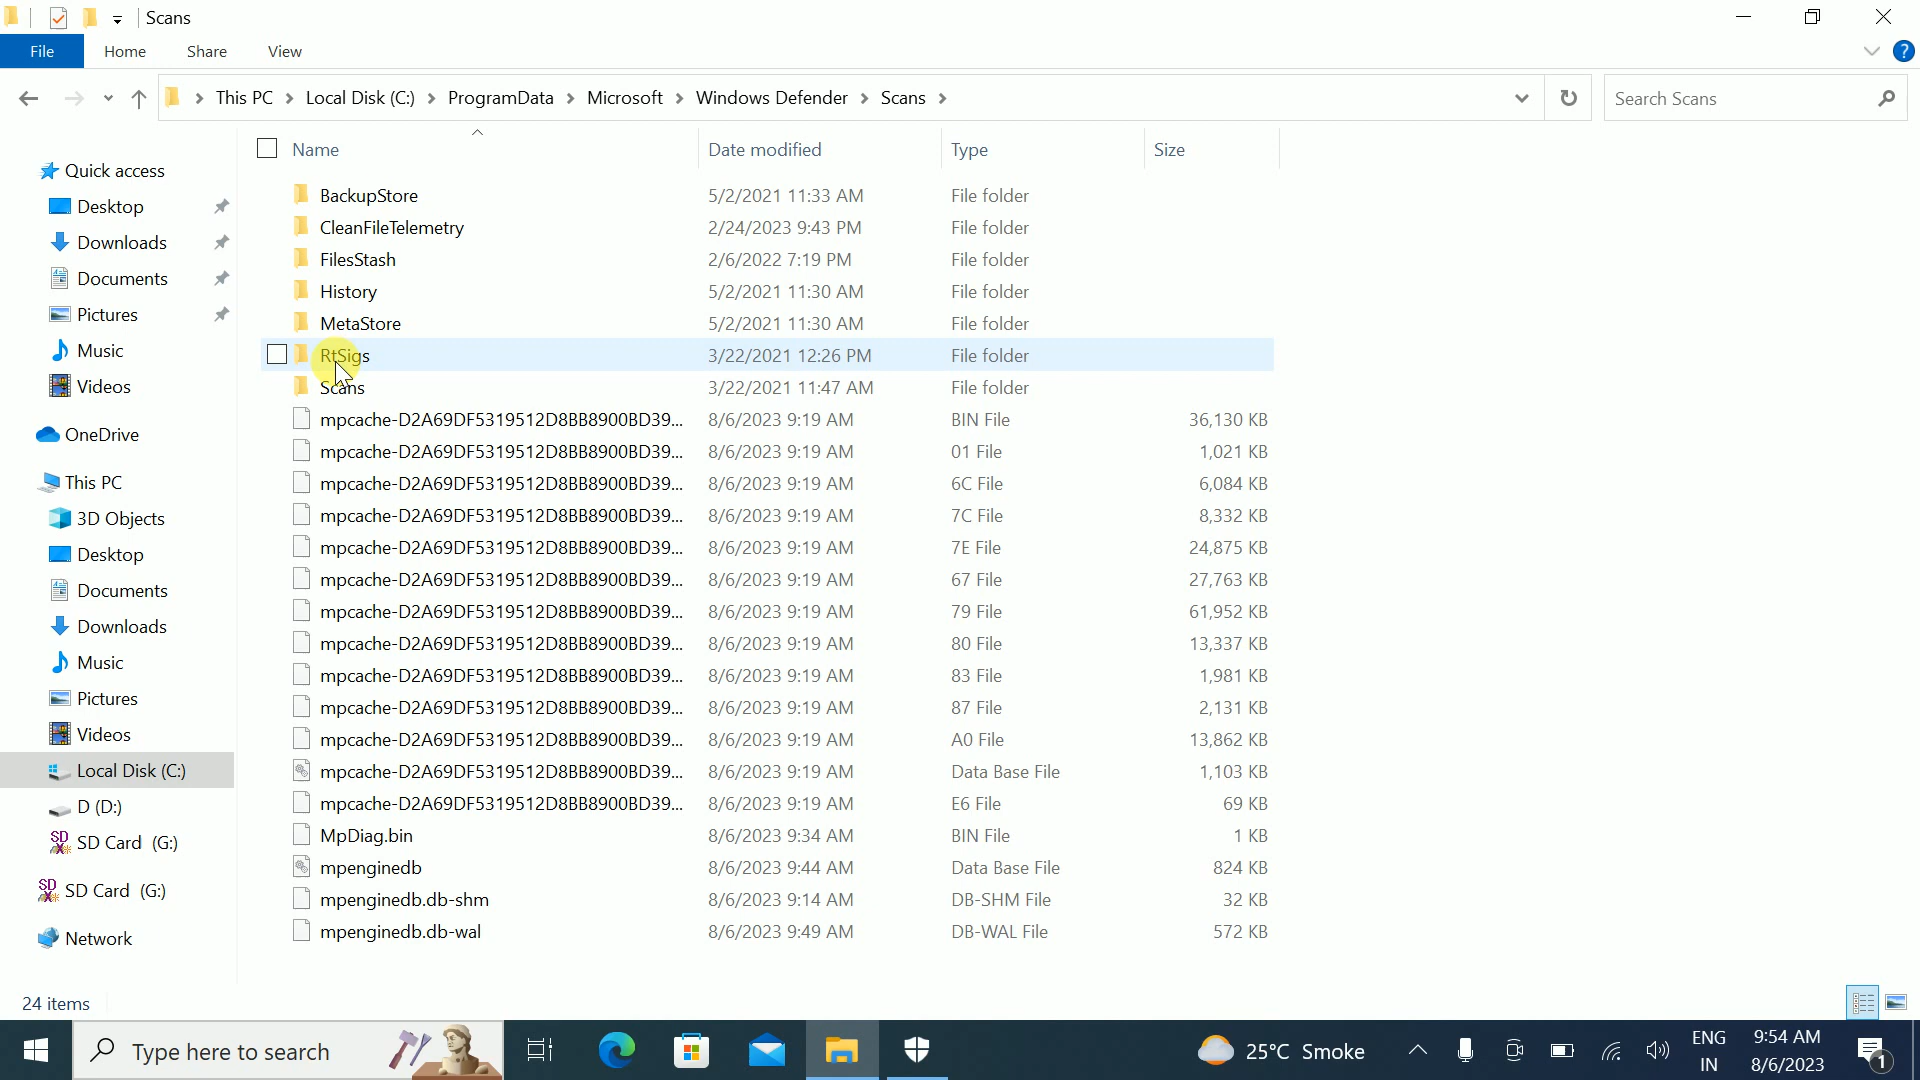 Scans
File Home Share View
This PC Local Disk (C:) ProgramData Microsoft Windows Defender Scans
Search Scans
Name Date modified Type Size
Quick access
Desktop
Downloads
Documents
Pictures
Music
Videos
OneDrive
This PC
3D Objects
Desktop
Documents
Downloads
Music
Pictures
Videos
Local Disk (C:)
D (D:)
SD Card (G:)
SD Card (G:)
Network
BackupStore 5/2/2021 11:33 AM File folder
CleanFileTelemetry 2/24/2023 9:43 PM File folder
FilesStash 2/6/2022 7:19 PM File folder
History 5/2/2021 11:30 AM File folder
MetaStore 5/2/2021 11:30 AM File folder
RtSigs 3/22/2021 12:26 PM File folder
Scans 3/22/2021 11:47 AM File folder
mpcache-D2A69DF5319512D8BB8900BD39... 8/6/2023 9:19 AM BIN File 36,130 KB
mpcache-D2A69DF5319512D8BB8900BD39... 8/6/2023 9:19 AM 01 File 1,021 KB
mpcache-D2A69DF5319512D8BB8900BD39... 8/6/2023 9:19 AM 6C File 6,084 KB
mpcache-D2A69DF5319512D8BB8900BD39... 8/6/2023 9:19 AM 7C File 8,332 KB
mpcache-D2A69DF5319512D8BB8900BD39... 8/6/2023 9:19 AM 7E File 24,875 KB
mpcache-D2A69DF5319512D8BB8900BD39... 8/6/2023 9:19 AM 67 File 27,763 KB
mpcache-D2A69DF5319512D8BB8900BD39... 8/6/2023 9:19 AM 79 File 61,952 KB
mpcache-D2A69DF5319512D8BB8900BD39... 8/6/2023 9:19 AM 80 File 13,337 KB
mpcache-D2A69DF5319512D8BB8900BD39... 8/6/2023 9:19 AM 83 File 1,981 KB
mpcache-D2A69DF5319512D8BB8900BD39... 8/6/2023 9:19 AM 87 File 2,131 KB
mpcache-D2A69DF5319512D8BB8900BD39... 8/6/2023 9:19 AM A0 File 13,862 KB
mpcache-D2A69DF5319512D8BB8900BD39... 8/6/2023 9:19 AM Data Base File 1,103 KB
mpcache-D2A69DF5319512D8BB8900BD39... 8/6/2023 9:19 AM E6 File 69 KB
MpDiag.bin 8/6/2023 9:34 AM BIN File 1 KB
mpenginedb 8/6/2023 9:44 AM Data Base File 824 KB
mpenginedb.db-shm 8/6/2023 9:14 AM DB-SHM File 32 KB
mpenginedb.db-wal 8/6/2023 9:49 AM DB-WAL File 572 KB
24 items
Type here to search
25°C Smoke
ENG
IN
9:54 AM
8/6/2023
1